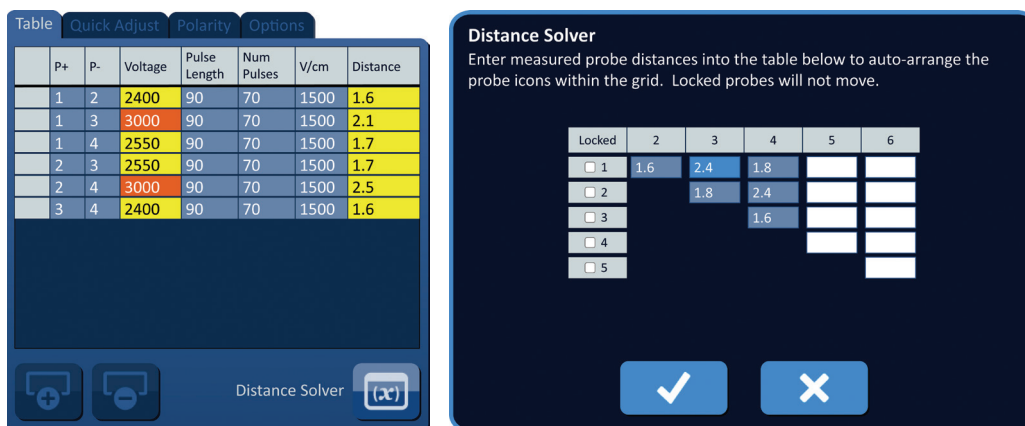 Table Quick Adjust Polarity Options
P+ P- Voltage Pulse Length Num Pulses V/cm Distance
1 2 2400 90 70 1500 1.6
1 3 3000 90 70 1500 2.1
1 4 2550 90 70 1500 1.7
2 3 2550 90 70 1500 1.7
2 4 3000 90 70 1500 2.5
3 4 2400 90 70 1500 1.6
Distance Solver (x)
Distance Solver
Enter measured probe distances into the table below to auto-arrange the
probe icons within the grid. Locked probes will not move.
Locked 2 3 4 5 6
1 1.6 2.4 1.8
2 1.8 2.4
3 1.6
4
5